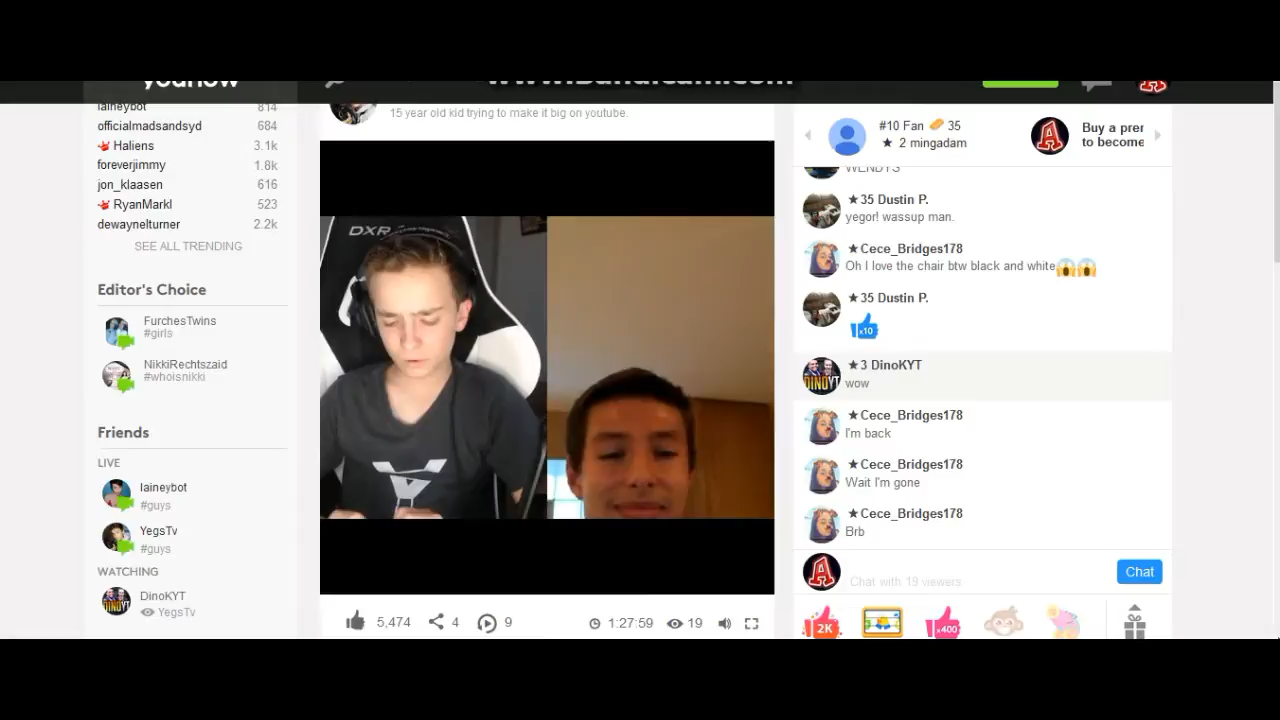 younow
www.Bandicam.com
laineybot 814
officialmadsandsyd 684
Haliens 3.1k
foreverjimmy 1.8k
jon_klaasen 616
RyanMarkl 523
dewaynelturner 2.2k
SEE ALL TRENDING
Editor's Choice
FurchesTwins
#girls
NikkiRechtszaid
#whoisnikki
Friends
LIVE
laineybot
#guys
YegsTv
#guys
WATCHING
DinoKYT
YegsTv
15 year old kid trying to make it big on youtube.
DXR
5,474 4 9 1:27:59 19
#10 Fan 35
★ 2 mingadam
A
Buy a prer
to become
WENDYS
★35 Dustin P.
yegor! wassup man.
★Cece_Bridges178
Oh I love the chair btw black and white😱😱
★35 Dustin P.
x10
★3 DinoKYT
wow
★Cece_Bridges178
I'm back
★Cece_Bridges178
Wait I'm gone
★Cece_Bridges178
Brb
A
Chat with 19 viewers
Chat
2K
x400